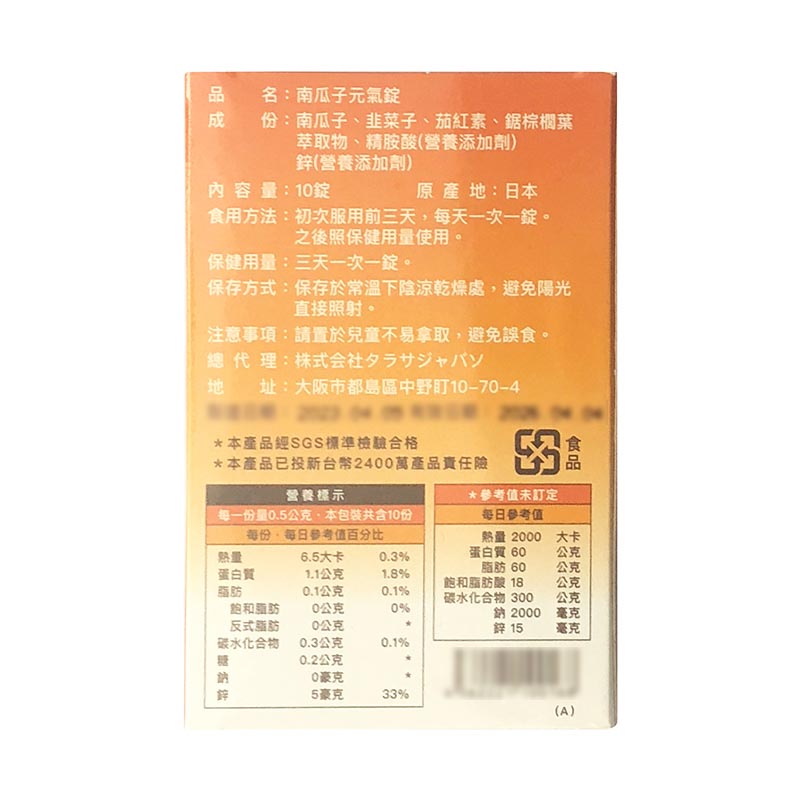 品　　名：南瓜子元氣錠
成　　份：南瓜子、韭菜子、茄紅素、鋸棕櫚葉
萃取物、精胺酸(營養添加劑)
鋅(營養添加劑)
內 容 量：10錠　　原 產 地：日本
食用方法：初次服用前三天，每天一次一錠。
之後照保健用量使用。
保健用量：三天一次一錠。
保存方式：保存於常溫下陰涼乾燥處，避免陽光
直接照射。
注意事項：請置於兒童不易拿取，避免誤食。
總 代 理：株式会社タラサジャバソ
地　　址：大阪市都島區中野町10-70-4
製造日期：2023. 04. 05 有效日期：2026. 04. 04
★本產品經SGS標準檢驗合格
★本產品已投新台幣2400萬產品責任險
食品
營養標示
每一份量0.5公克，本包裝共含10份
每份・每日參考值百分比
熱量 6.5大卡 0.3%
蛋白質 1.1公克 1.8%
脂肪 0.1公克 0.1%
飽和脂肪 0公克 0%
反式脂肪 0公克 *
碳水化合物 0.3公克 0.1%
糖 0.2公克 *
鈉 0毫克 *
鋅 5毫克 33%
★參考值未訂定
每日參考值
熱量 2000 大卡
蛋白質 60 公克
脂肪 60 公克
飽和脂肪酸 18 公克
碳水化合物 300 公克
鈉 2000 毫克
鋅 15 毫克
(A)